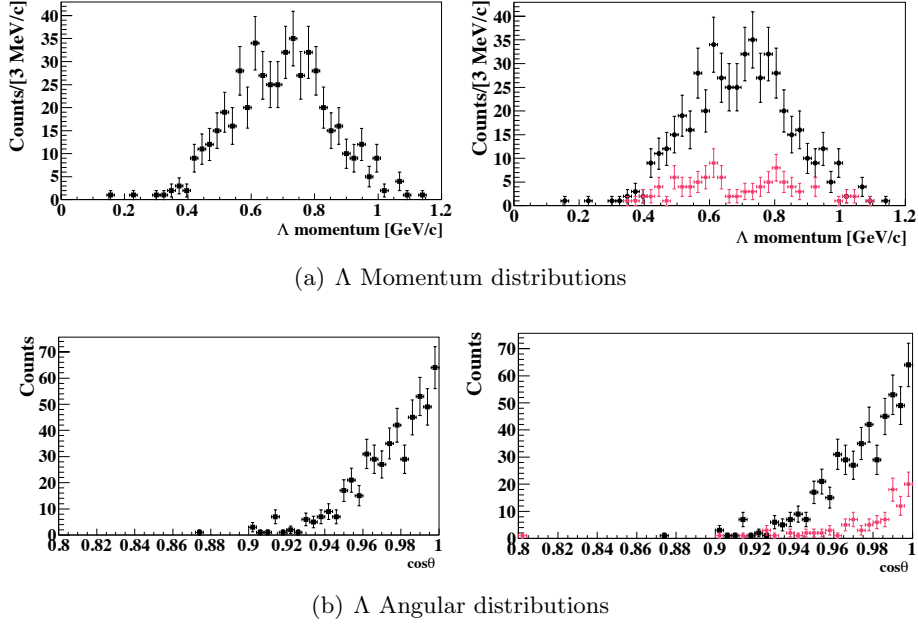 Counts/[3 MeV/c]
40
35
30
25
20
15
10
5
0
0 0.2 0.4 0.6 0.8 1 1.2
Λ momentum [GeV/c]
Counts/[3 MeV/c]
40
35
30
25
20
15
10
5
0
0 0.2 0.4 0.6 0.8 1 1.2
Λ momentum [GeV/c]
(a) Λ Momentum distributions
Counts
70
60
50
40
30
20
10
0
0.8 0.82 0.84 0.86 0.88 0.9 0.92 0.94 0.96 0.98 1
cosθ
Counts
70
60
50
40
30
20
10
0
0.8 0.82 0.84 0.86 0.88 0.9 0.92 0.94 0.96 0.98 1
cosθ
(b) Λ Angular distributions